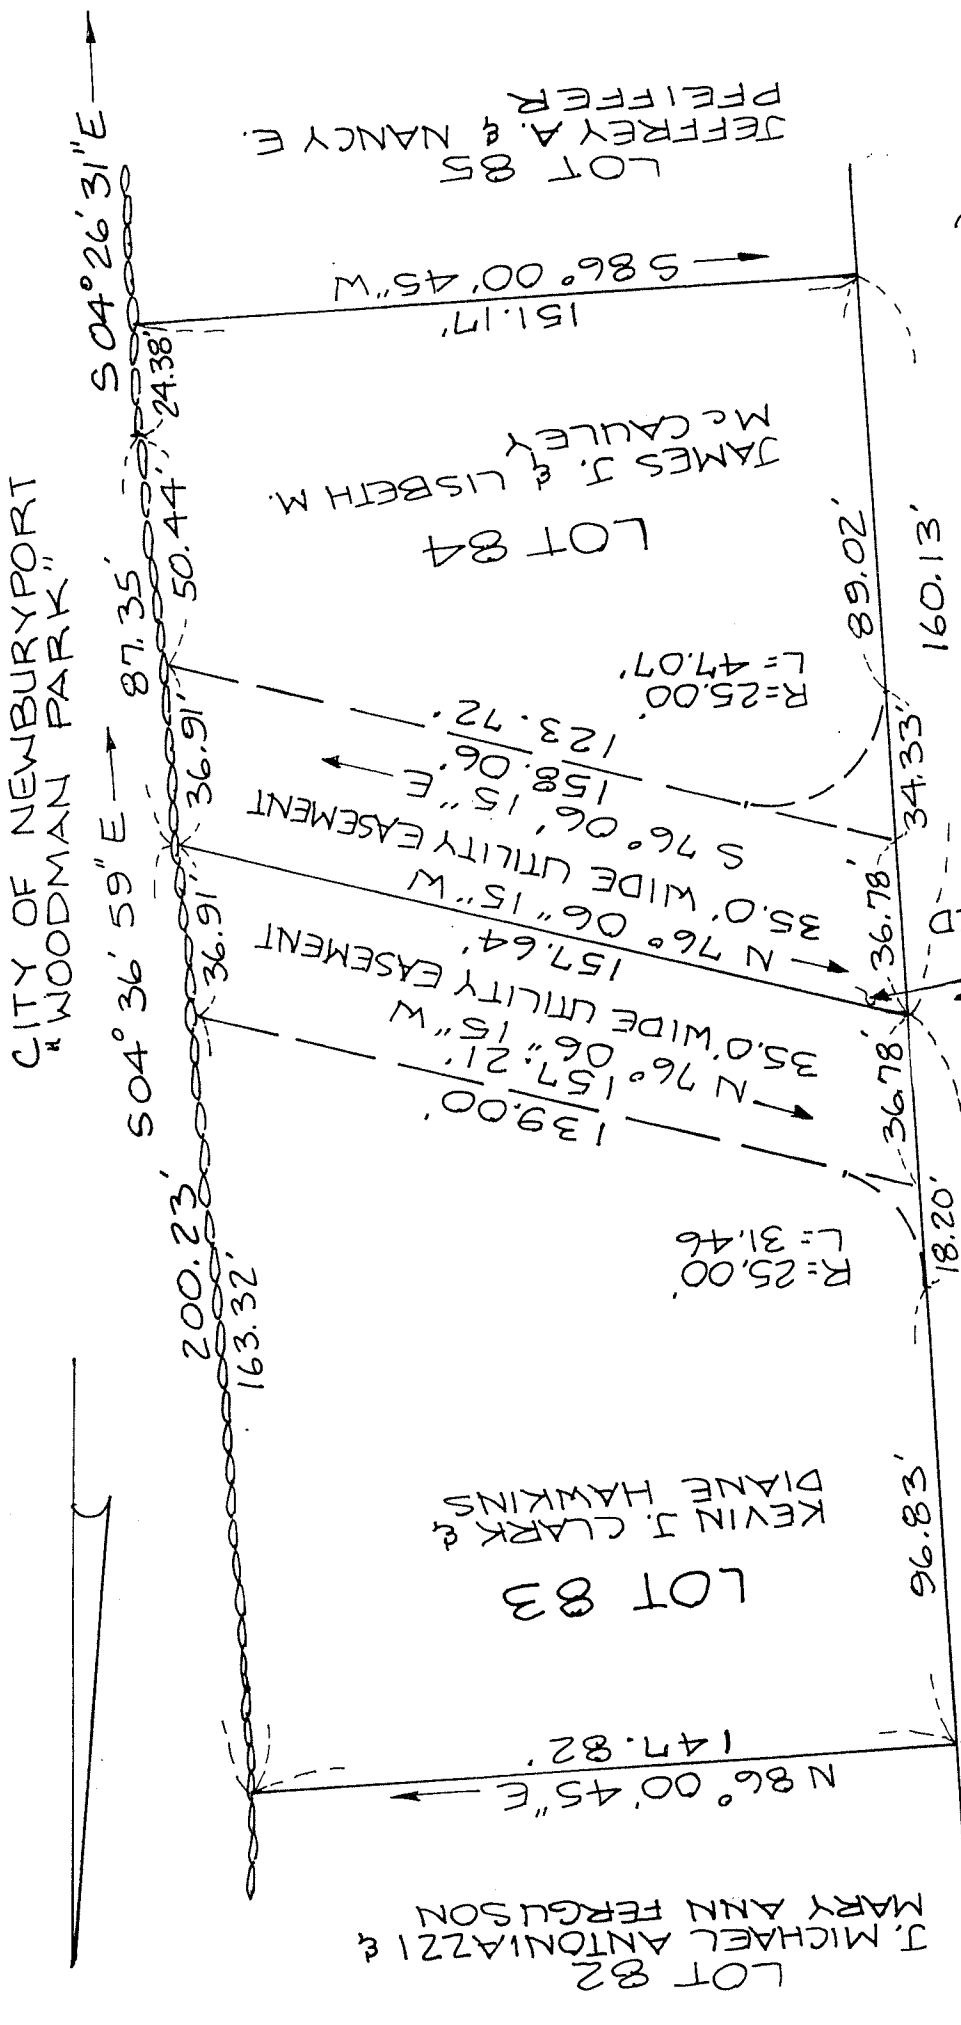 CITY OF NEWBURYPORT
"WOODMAN PARK"
S04° 36' 59" E
S04° 26' 31" E
200.23'
87.35'
163.32'
36.91'
36.91'
50.44'
24.38'
LOT 82
J. MICHAEL ANTONIAZZI &
MARY ANN FERGUSON
N 86° 00' 45" E
147.82'
LOT 83
KEVIN J. CLARK &
DIANE HAWKINS
R=25.00'
L=31.46
139.00'
157.21'
N 76° 06' 15" W
35.0' WIDE UTILITY EASEMENT
157.64'
N 76° 06" 15" W
35.0' WIDE UTILITY EASEMENT
S 76° 06' 15" E
158.06'
123.72'
R=25.00'
L=47.07'
LOT 84
JAMES J. & LISBETH M.
McCAULEY
151.17'
S 86° 00' 45" W
LOT 85
JEFFREY A. & NANCY E.
PFEIFFER
96.83'
18.20'
36.78'
36.78'
34.33'
89.02'
160.13'